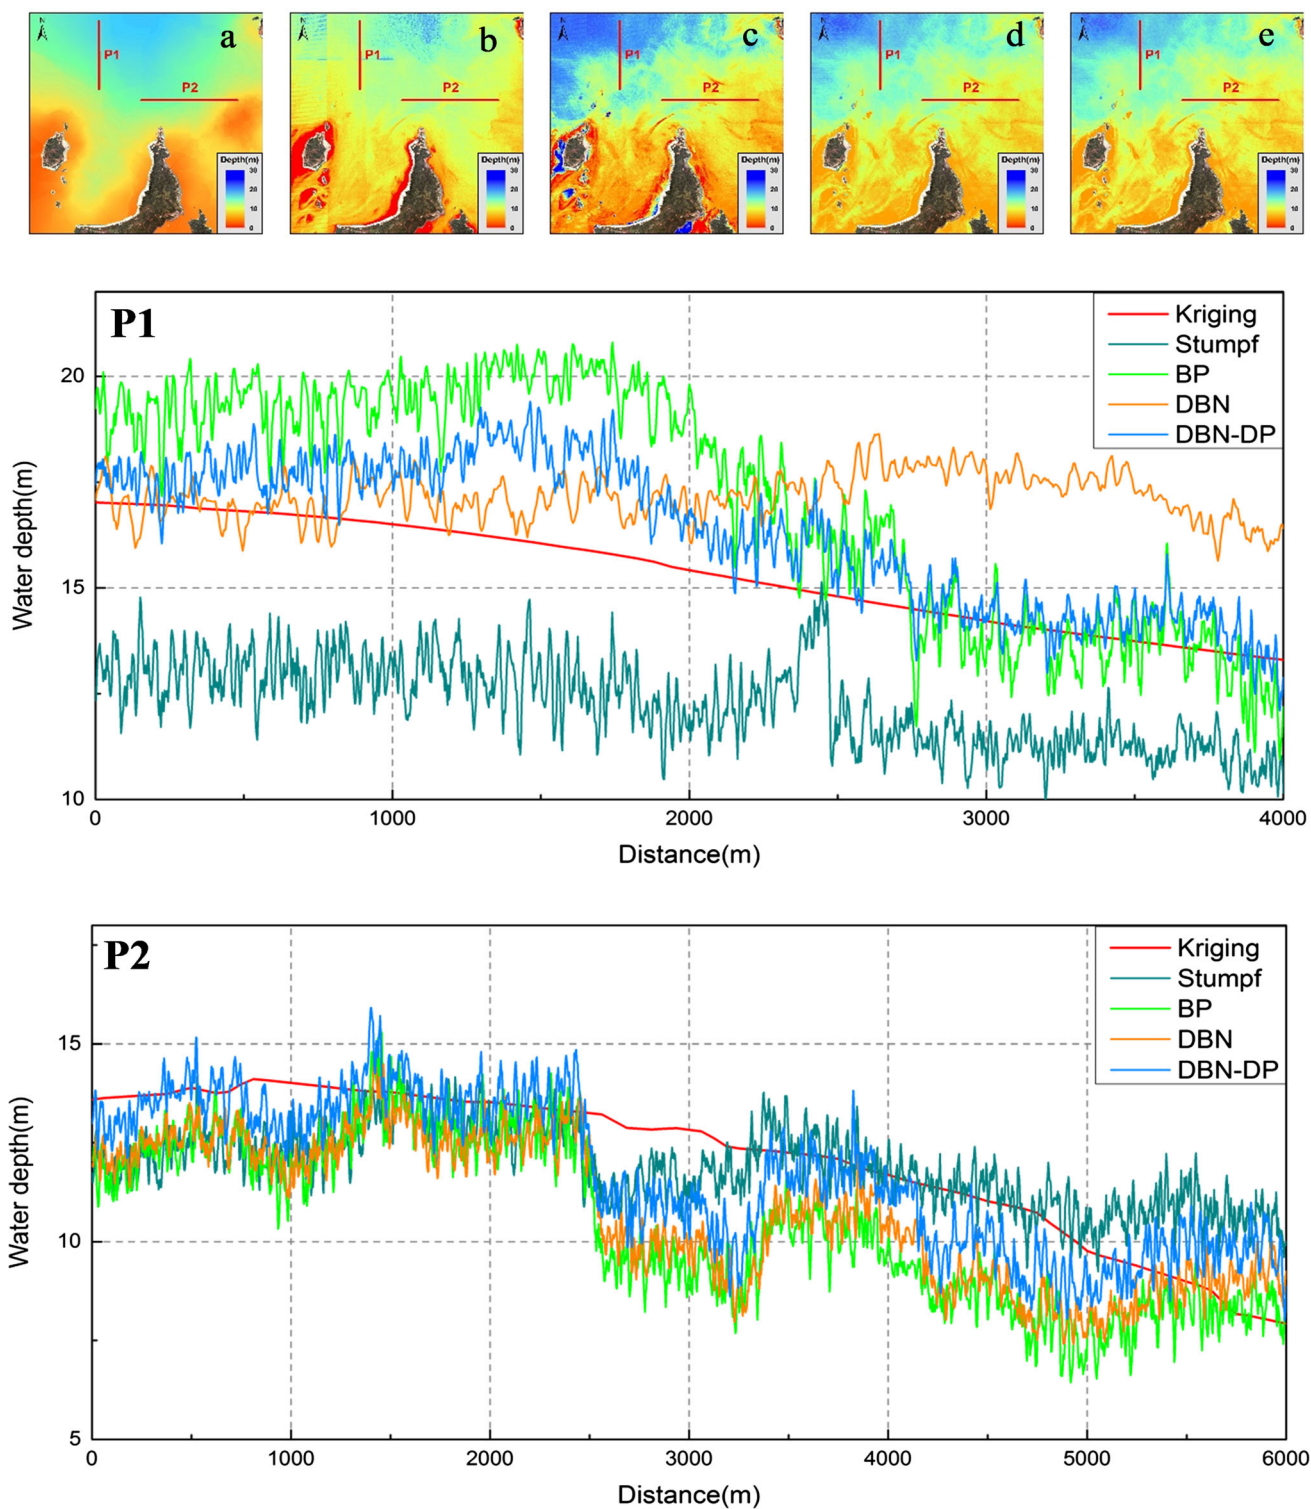 N a N b N c N d N e
P1 P1 P1 P1 P1
P2 P2 P2 P2 P2
Depth(m) Depth(m) Depth(m) Depth(m) Depth(m)
30 30 30 30 30
20 20 20 20 20
10 10 10 10 10
0 0 0 0 0
P1
Kriging
Stumpf
BP
DBN
DBN-DP
20
15
10
Water depth(m)
0 1000 2000 3000 4000
Distance(m)
P2
Kriging
Stumpf
BP
DBN
DBN-DP
15
10
5
Water depth(m)
0 1000 2000 3000 4000 5000 6000
Distance(m)